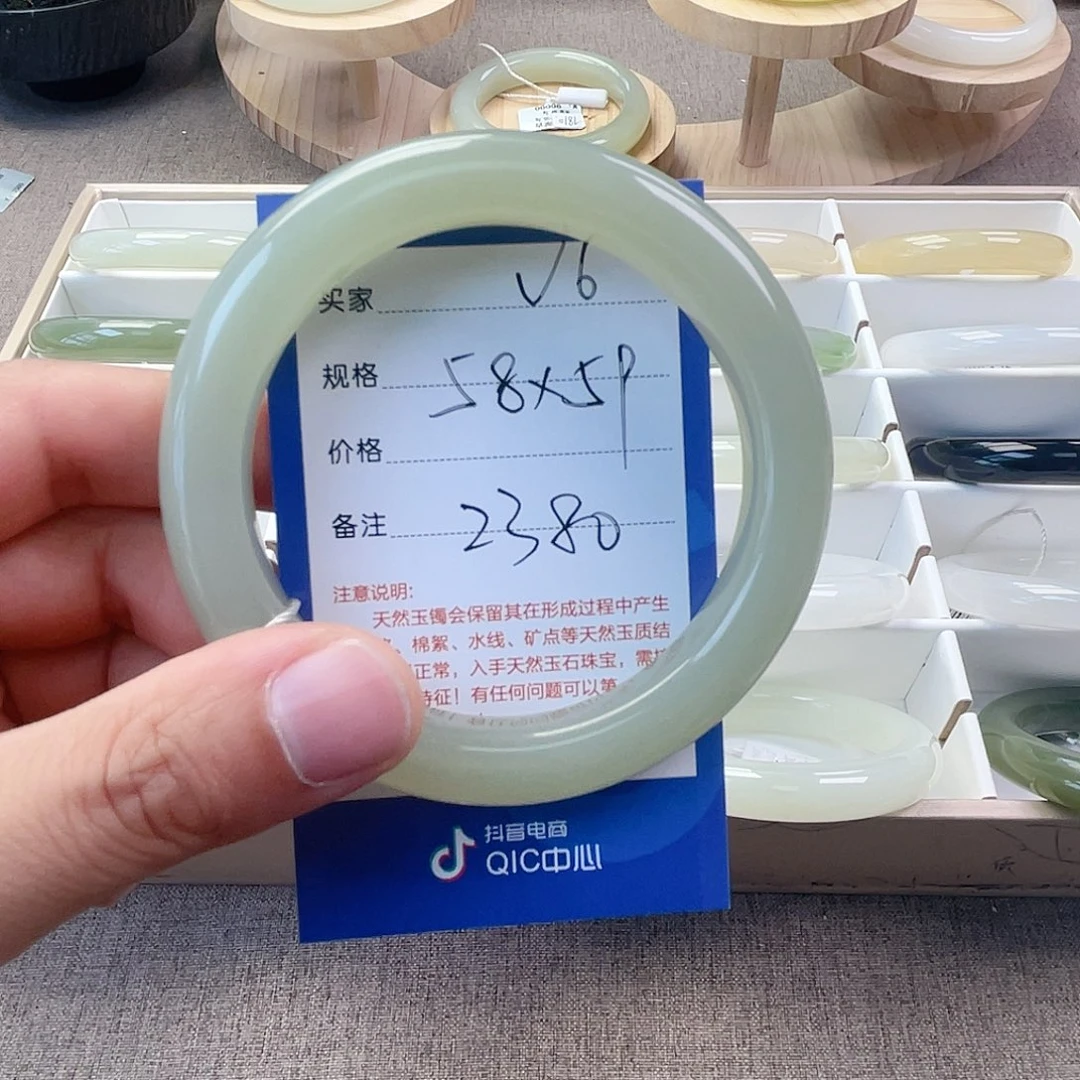 买家 V6
规格 58x59
价格
备注 2380
注意说明:
天然玉镯会保留其在形成过程中产生
棉絮、水线、矿点等天然玉质结
正常，入手天然玉石珠宝，需
特征！有任何问题可以第
抖音电商
QIC中心